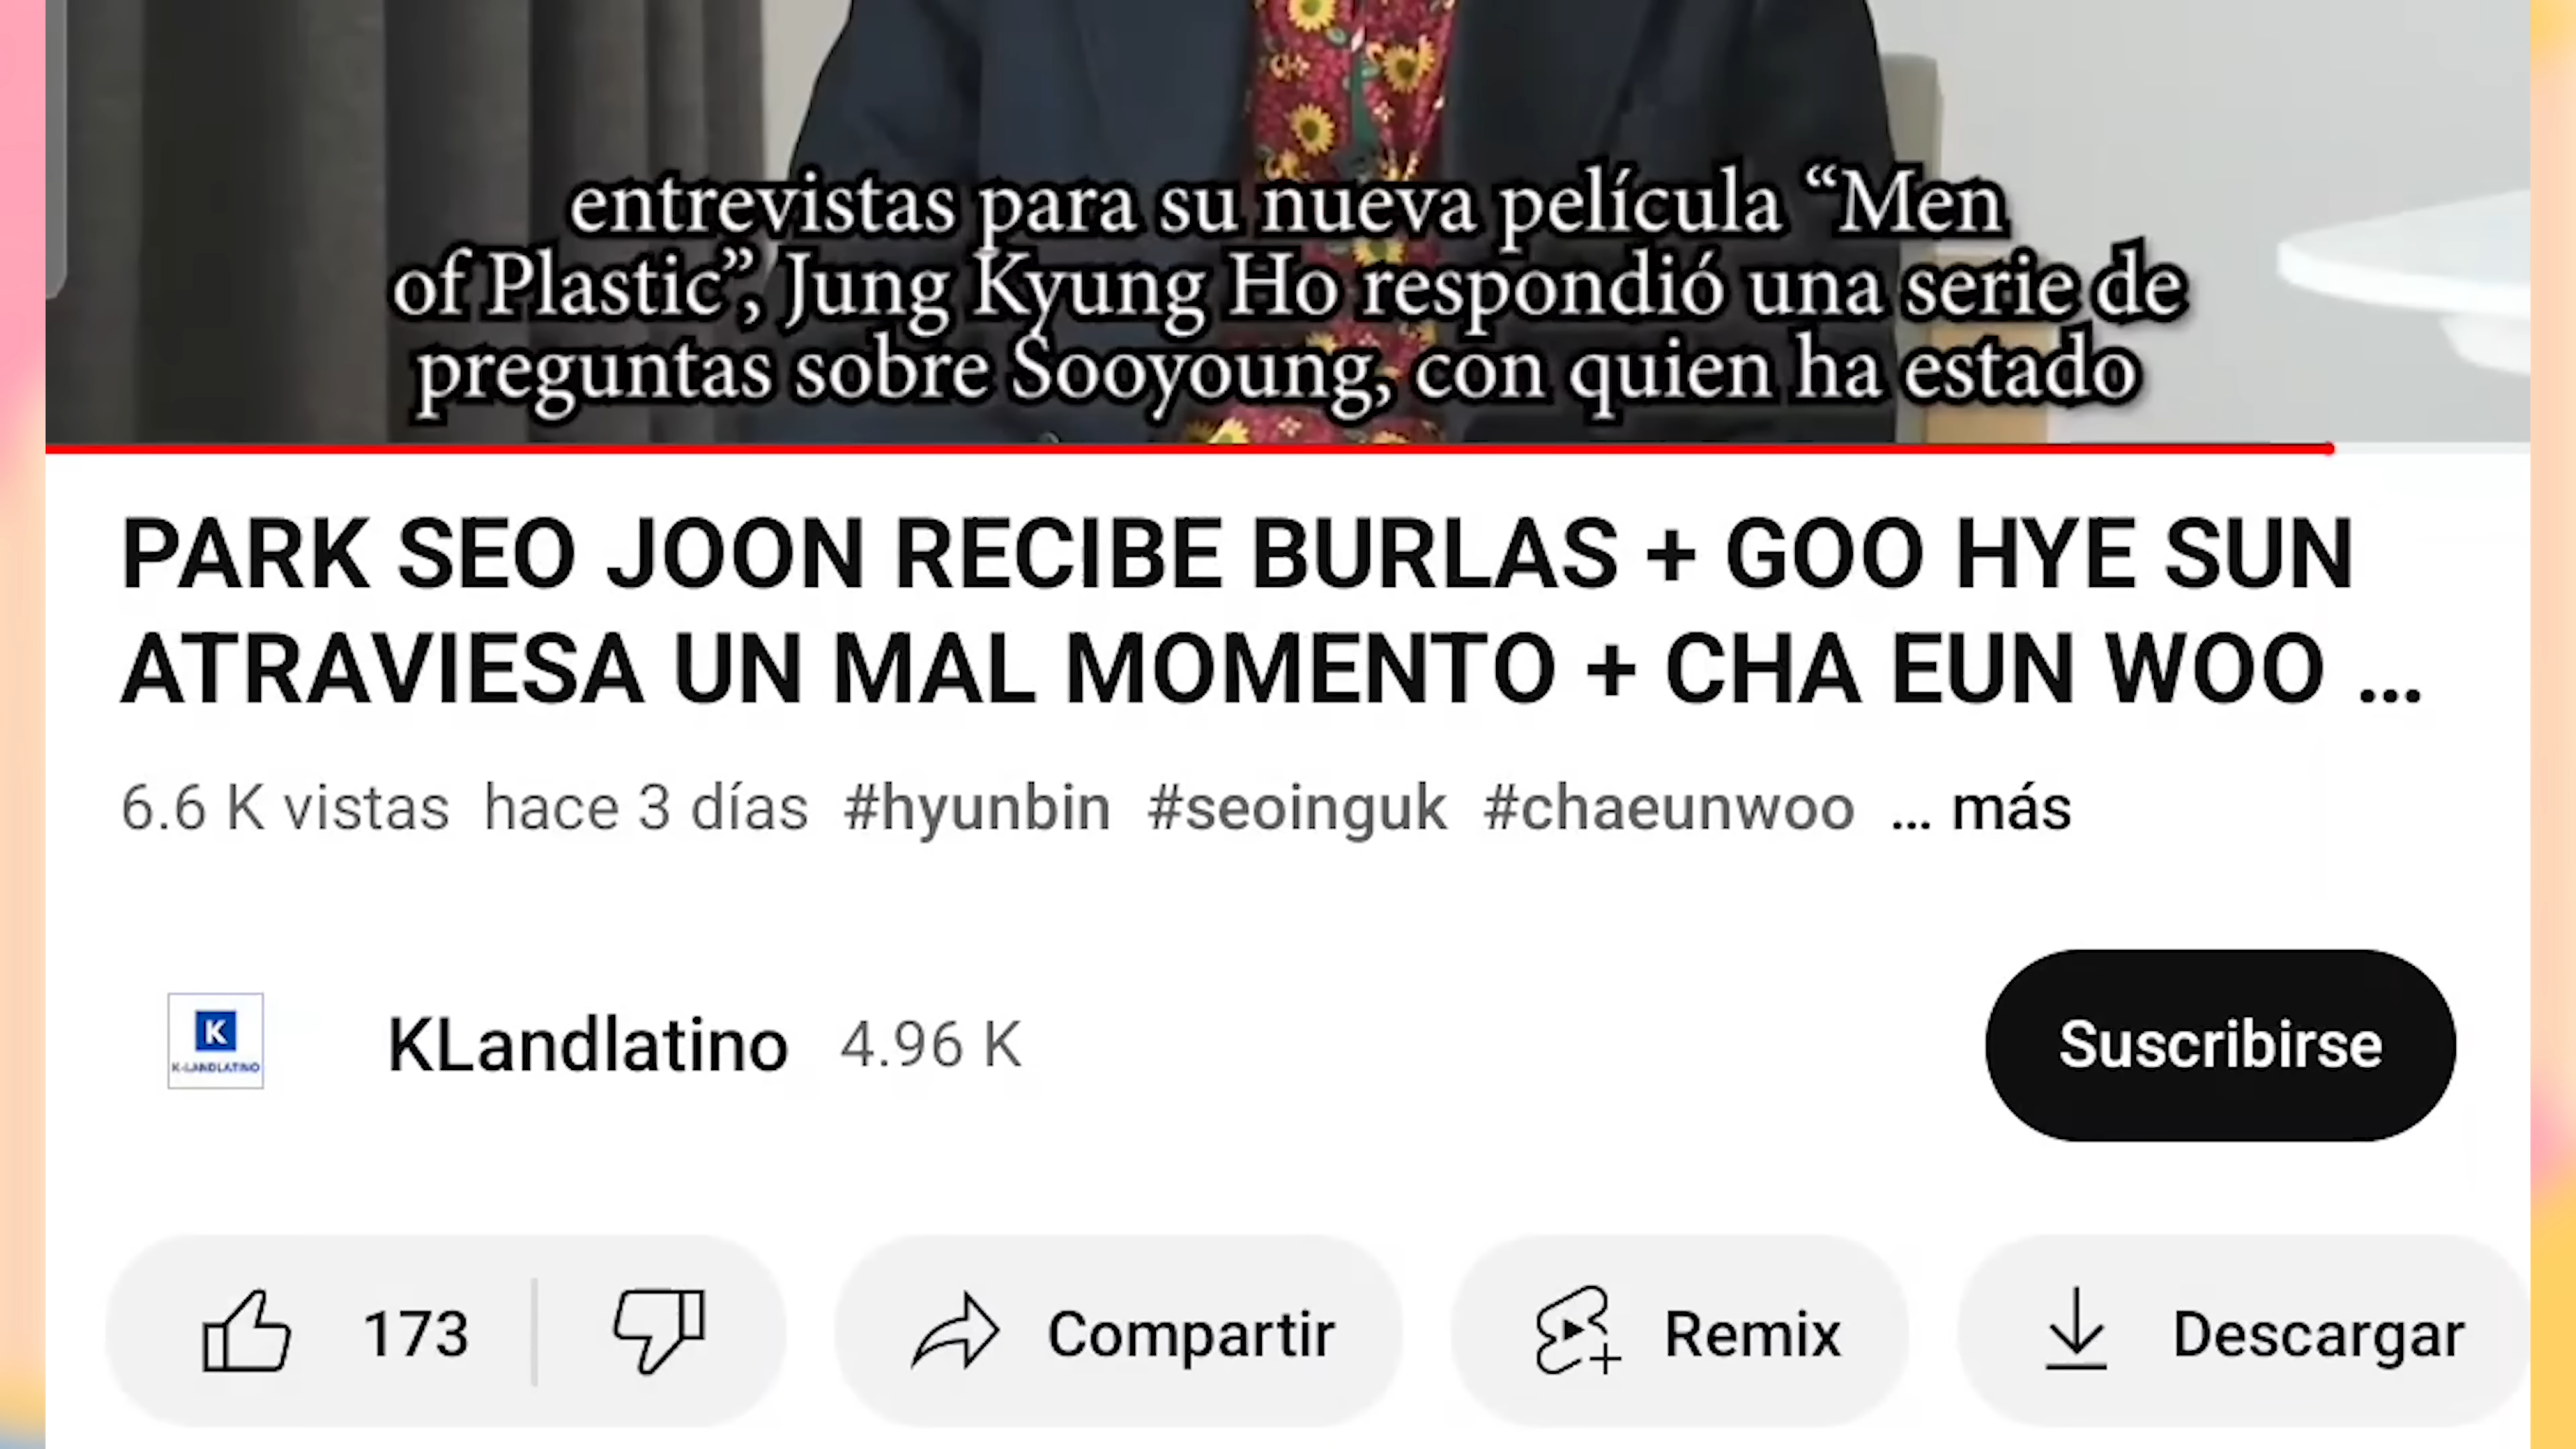 entrevistas para su nueva película “Men
of Plastic”, Jung Kyung Ho respondió una serie de
preguntas sobre Sooyoung, con quien ha estado
PARK SEO JOON RECIBE BURLAS + GOO HYE SUN
ATRAVIESA UN MAL MOMENTO + CHA EUN WOO ...
6.6 K vistas hace 3 días #hyunbin #seoinguk #chaeunwoo ... más
K
K-LANDLATINO
KLandlatino 4.96 K
Suscribirse
173 Compartir Remix Descargar